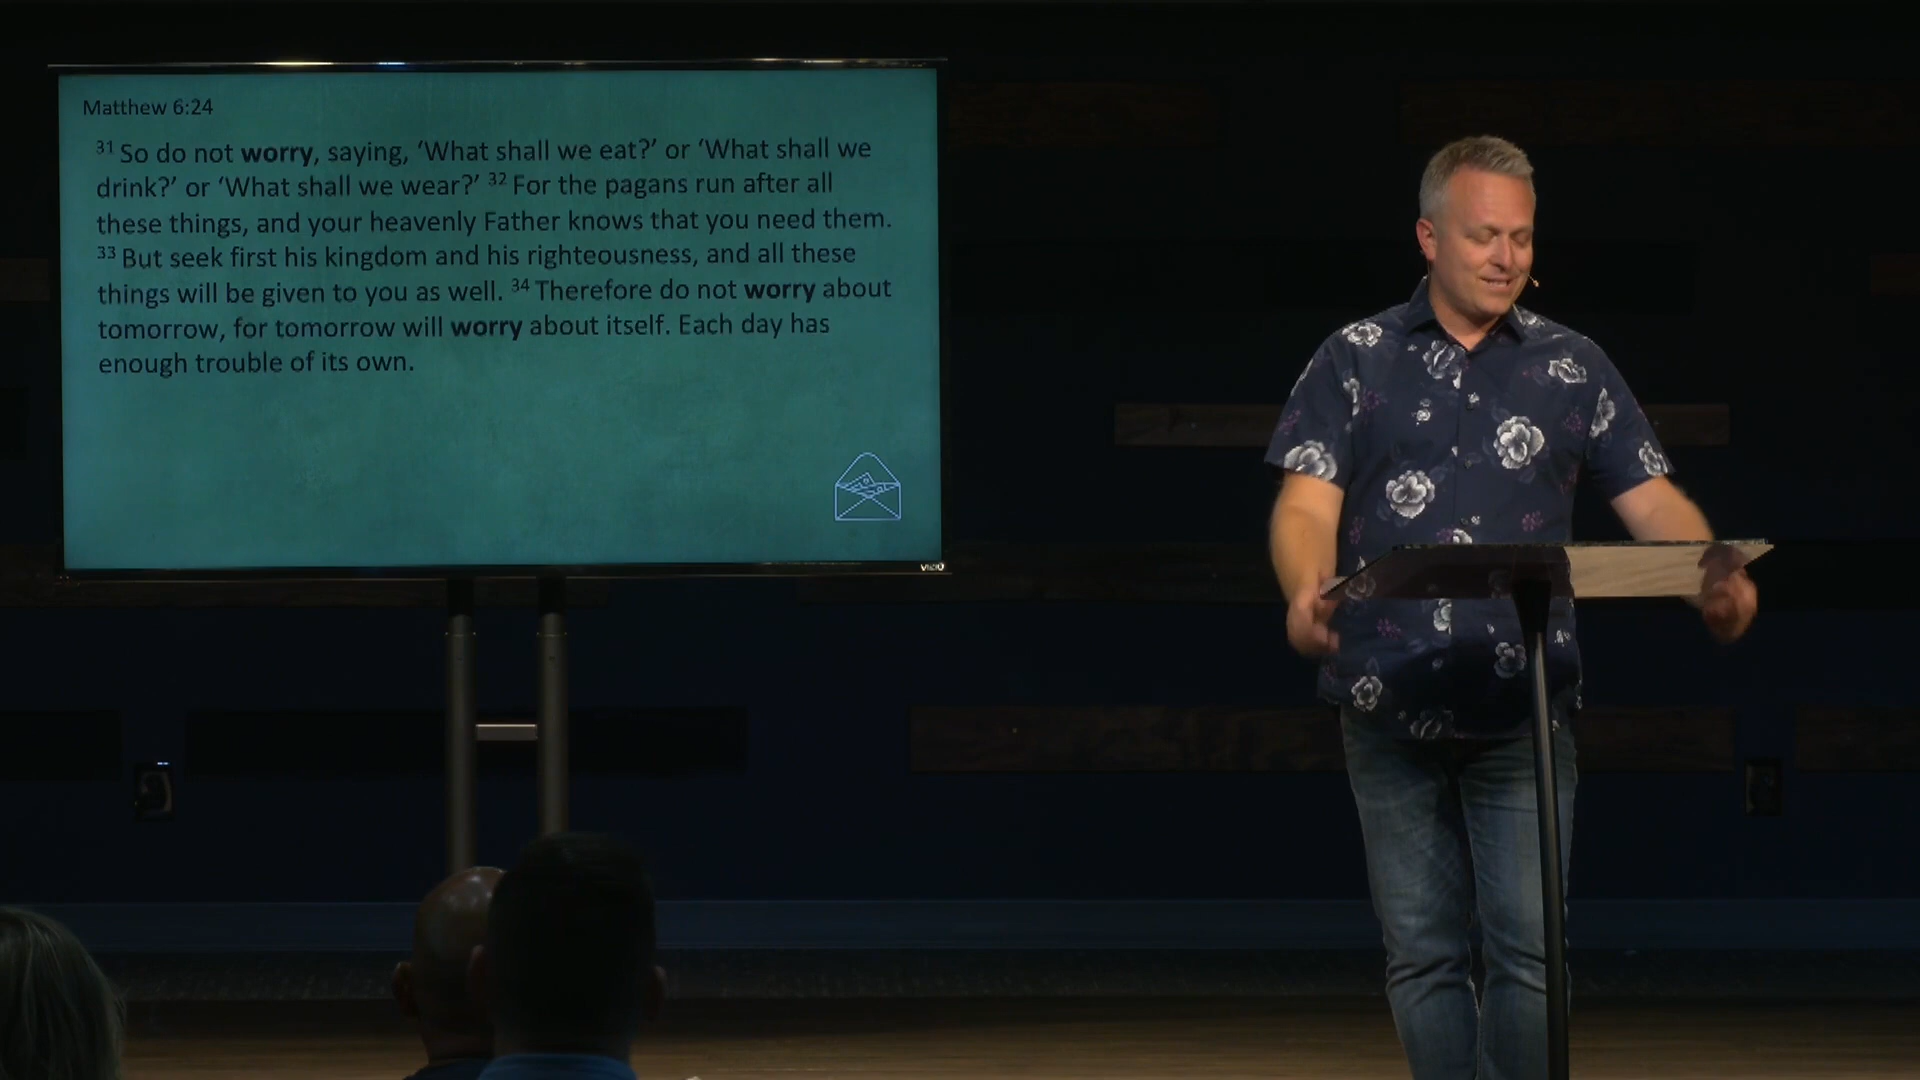 Matthew 6:24
31 So do not worry, saying, ‘What shall we eat?’ or ‘What shall we
drink?’ or ‘What shall we wear?’ 32 For the pagans run after all
these things, and your heavenly Father knows that you need them.
33 But seek first his kingdom and his righteousness, and all these
things will be given to you as well. 34 Therefore do not worry about
tomorrow, for tomorrow will worry about itself. Each day has
enough trouble of its own.
VIZIO